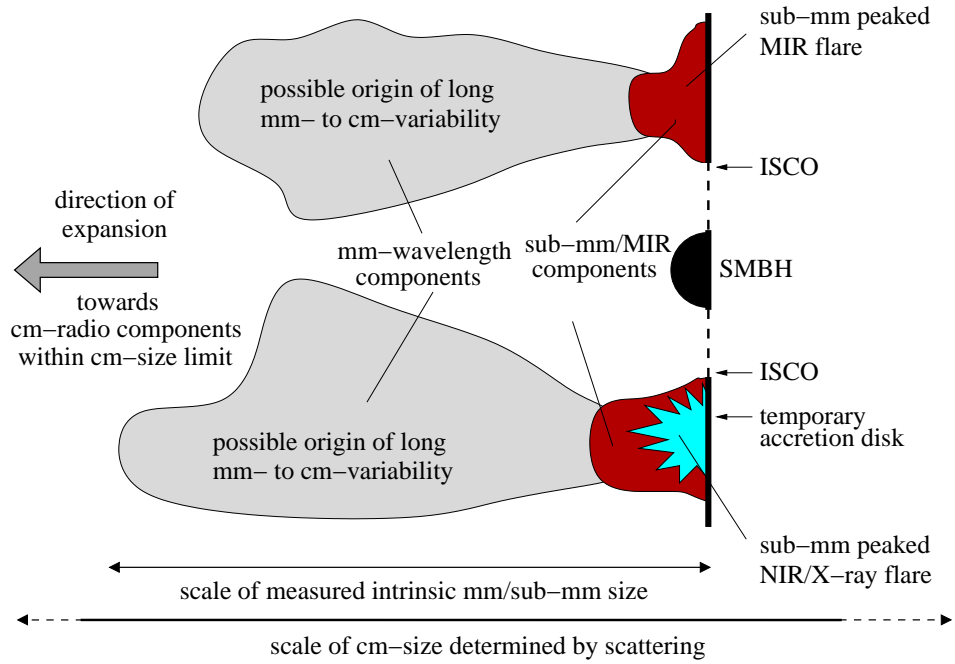 sub−mm peaked
MIR flare
possible origin of long
mm− to cm−variability
ISCO
direction of
expansion
mm−wavelength
components
sub−mm/MIR
components
SMBH
towards
cm−radio components
within cm−size limit
ISCO
temporary
accretion disk
possible origin of long
mm− to cm−variability
sub−mm peaked
NIR/X−ray flare
scale of measured intrinsic mm/sub−mm size
scale of cm−size determined by scattering